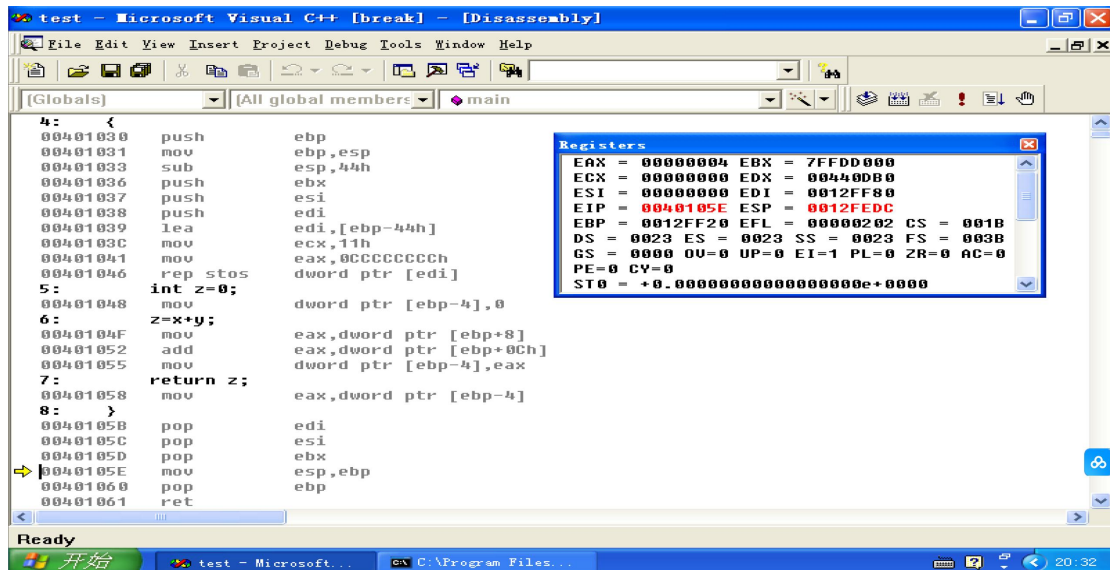 test - Microsoft Visual C++ [break] - [Disassembly]
File Edit View Insert Project Debug Tools Window Help
(Globals) (All global members main
4: {
00401030 push ebp
00401031 mov ebp,esp
00401033 sub esp,44h
00401036 push ebx
00401037 push esi
00401038 push edi
00401039 lea edi,[ebp-44h]
0040103C mov ecx,11h
00401041 mov eax,0CCCCCCCCh
00401046 rep stos dword ptr [edi]
5: int z=0;
00401048 mov dword ptr [ebp-4],0
6: z=x+y;
0040104F mov eax,dword ptr [ebp+8]
00401052 add eax,dword ptr [ebp+0Ch]
00401055 mov dword ptr [ebp-4],eax
7: return z;
00401058 mov eax,dword ptr [ebp-4]
8: }
0040105B pop edi
0040105C pop esi
0040105D pop ebx
0040105E mov esp,ebp
00401060 pop ebp
00401061 ret
Registers
EAX = 00000004 EBX = 7FFDD000
ECX = 00000000 EDX = 00440DB0
ESI = 00000000 EDI = 0012FF80
EIP = 0040105E ESP = 0012FEDC
EBP = 0012FF20 EFL = 00000202 CS = 001B
DS = 0023 ES = 0023 SS = 0023 FS = 003B
GS = 0000 OV=0 UP=0 EI=1 PL=0 ZR=0 AC=0
PE=0 CY=0
ST0 = +0.00000000000000000e+0000
Ready
开始 test - Microsoft... C:\Program Files... 20:32